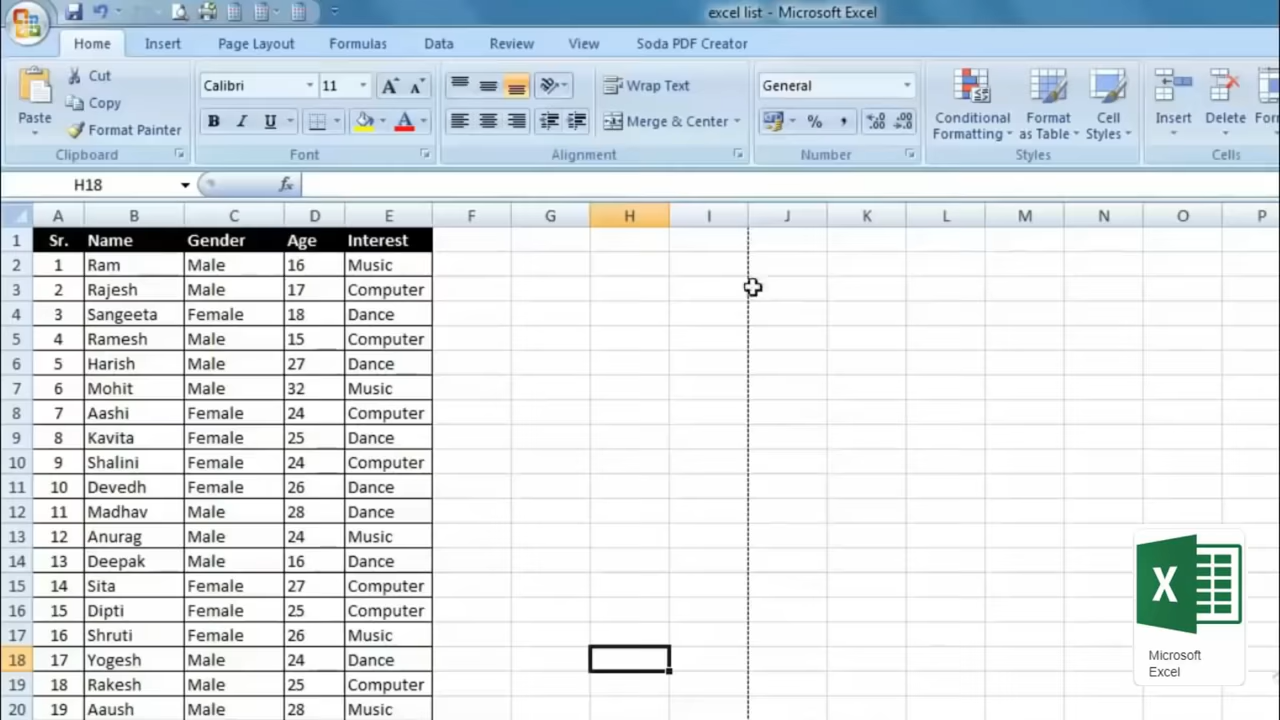 excel list - Microsoft Excel
Home Insert Page Layout Formulas Data Review View Soda PDF Creator
Paste Cut Copy Format Painter
Calibri 11 A A
B I U A
Wrap Text
Merge & Center
General
% ,
Conditional Formatting Format as Table Cell Styles
Insert Delete
Clipboard Font Alignment Number Styles Cells
H18 fx
A B C D E F G H I J K L M N O P
1 Sr. Name Gender Age Interest
2 1 Ram Male 16 Music
3 2 Rajesh Male 17 Computer
4 3 Sangeeta Female 18 Dance
5 4 Ramesh Male 15 Computer
6 5 Harish Male 27 Dance
7 6 Mohit Male 32 Music
8 7 Aashi Female 24 Computer
9 8 Kavita Female 25 Dance
10 9 Shalini Female 24 Computer
11 10 Devedh Female 26 Dance
12 11 Madhav Male 28 Dance
13 12 Anurag Male 24 Music
14 13 Deepak Male 16 Dance
15 14 Sita Female 27 Computer
16 15 Dipti Female 25 Computer
17 16 Shruti Female 26 Music
18 17 Yogesh Male 24 Dance
19 18 Rakesh Male 25 Computer
20 19 Aaush Male 28 Music
X
Microsoft
Excel